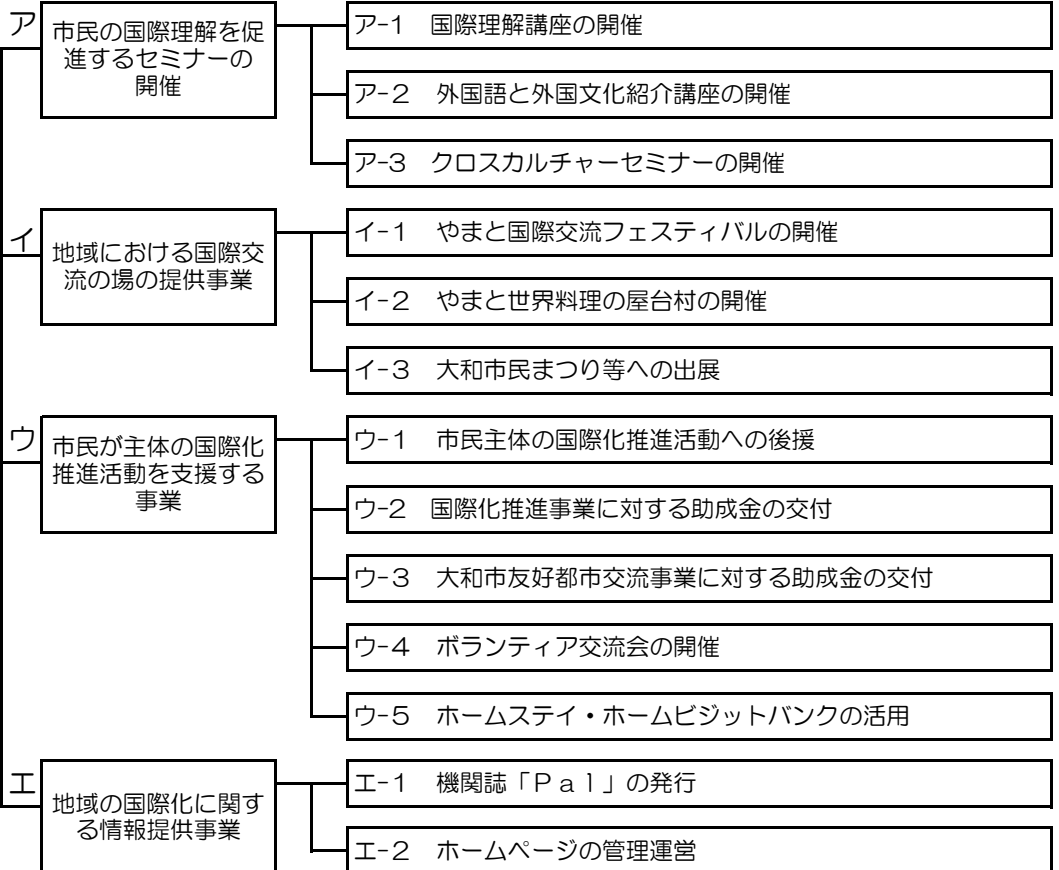 ア
市民の国際理解を促
進するセミナーの
開催
ア-1　国際理解講座の開催
ア-2　外国語と外国文化紹介講座の開催
ア-3　クロスカルチャーセミナーの開催
イ
地域における国際交
流の場の提供事業
イ-1　やまと国際交流フェスティバルの開催
イ-2　やまと世界料理の屋台村の開催
イ-3　大和市民まつり等への出展
ウ
市民が主体の国際化
推進活動を支援する
事業
ウ-1　市民主体の国際化推進活動への後援
ウ-2　国際化推進事業に対する助成金の交付
ウ-3　大和市友好都市交流事業に対する助成金の交付
ウ-4　ボランティア交流会の開催
ウ-5　ホームステイ・ホームビジットバンクの活用
エ
地域の国際化に関す
る情報提供事業
エ-1　機関誌「Ｐａｌ」の発行
エ-2　ホームページの管理運営